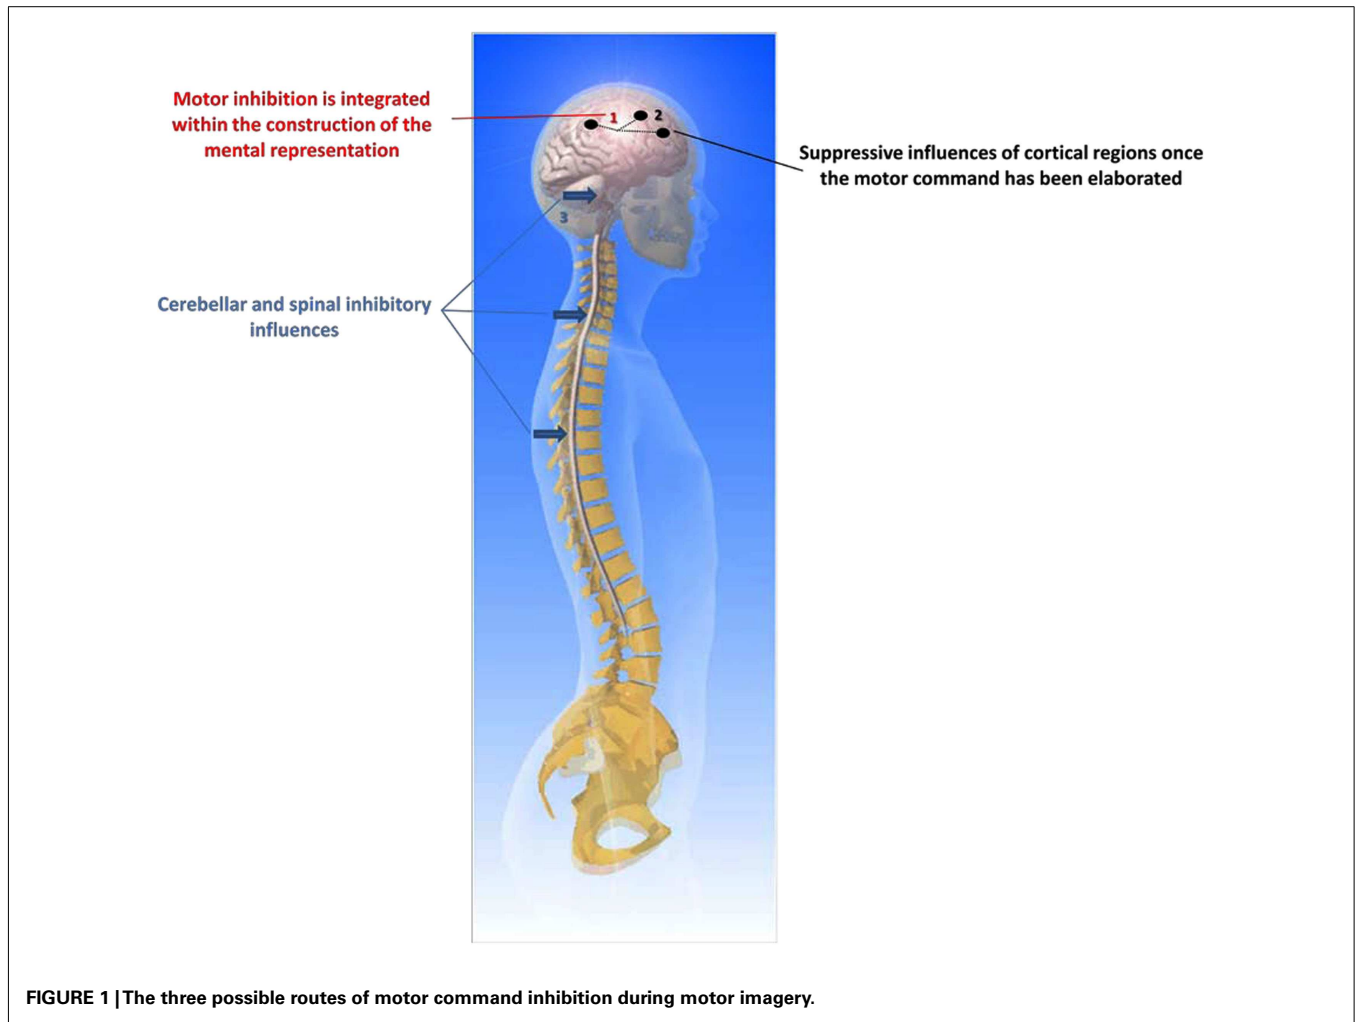 Motor inhibition is integrated
within the construction of the
mental representation
1
2
Suppressive influences of cortical regions once
the motor command has been elaborated
3
Cerebellar and spinal inhibitory
influences
FIGURE 1 | The three possible routes of motor command inhibition during motor imagery.